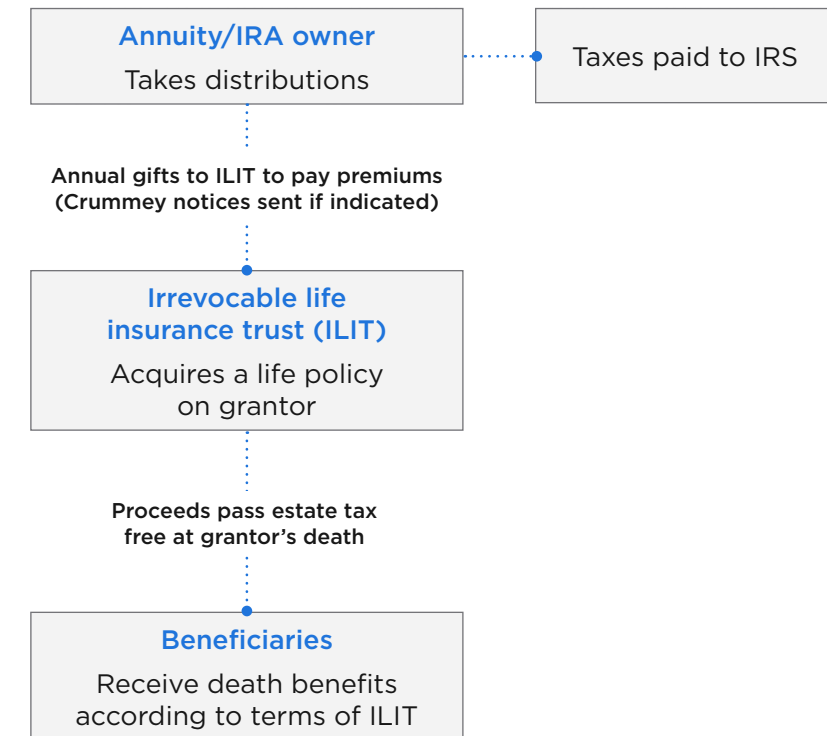 Annuity/IRA owner
Takes distributions
Taxes paid to IRS
Annual gifts to ILIT to pay premiums
(Crummey notices sent if indicated)
Irrevocable life
insurance trust (ILIT)
Acquires a life policy
on grantor
Proceeds pass estate tax
free at grantor’s death
Beneficiaries
Receive death benefits
according to terms of ILIT